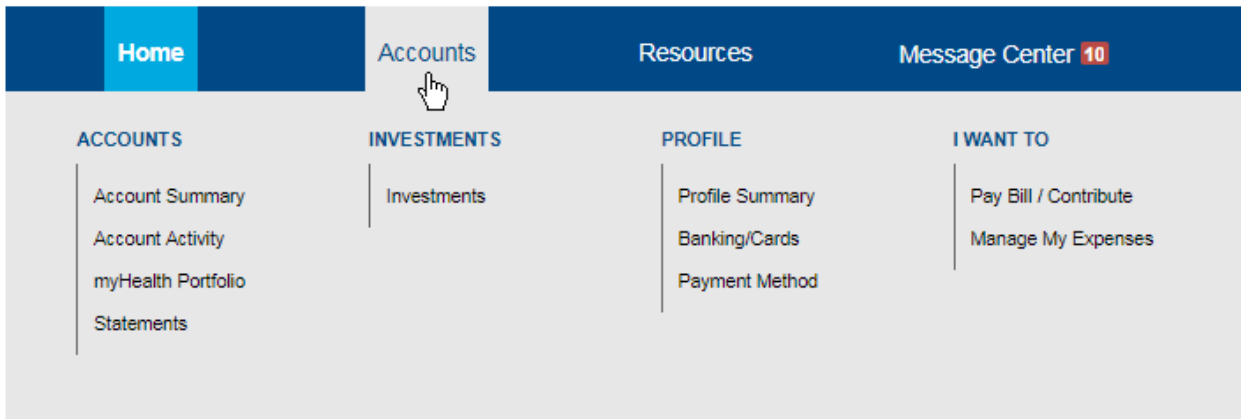 Home
Accounts
Resources
Message Center 10
ACCOUNTS
Account Summary
Account Activity
myHealth Portfolio
Statements
INVESTMENTS
Investments
PROFILE
Profile Summary
Banking/Cards
Payment Method
I WANT TO
Pay Bill / Contribute
Manage My Expenses